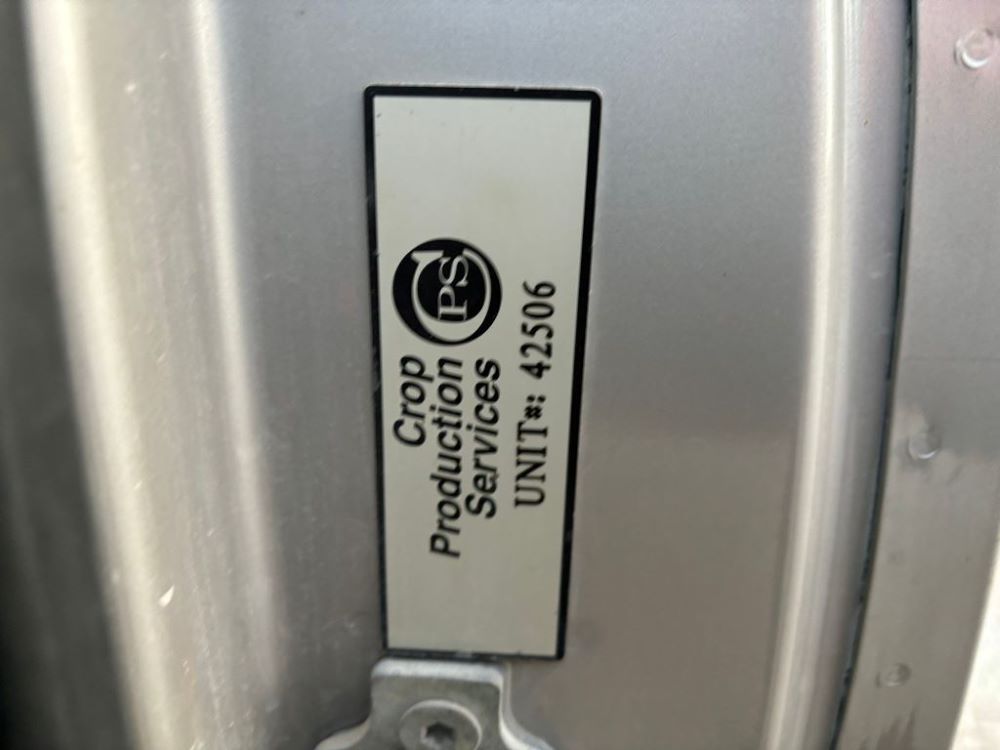 Crop
Production
Services
CPS
UNIT#: 42506